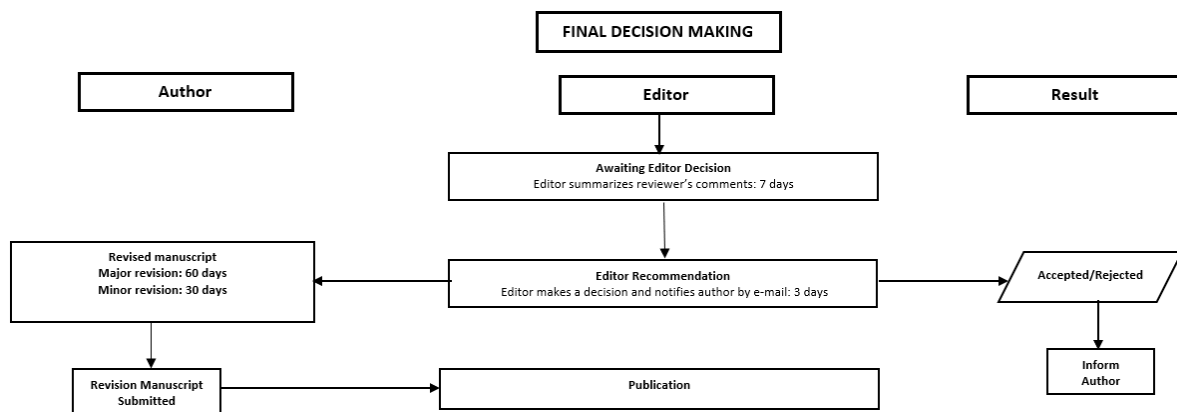 FINAL DECISION MAKING
Author
Editor
Result
Awaiting Editor Decision
Editor summarizes reviewer's comments: 7 days
Revised manuscript
Major revision: 60 days
Minor revision: 30 days
Editor Recommendation
Editor makes a decision and notifies author by e-mail: 3 days
Accepted/Rejected
Inform
Author
Revision Manuscript
Submitted
Publication